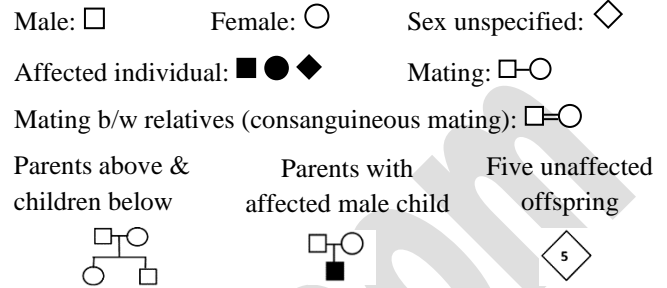 Male: Female: Sex unspecified:
Affected individual: Mating:
Mating b/w relatives (consanguineous mating):
Parents above & Parents with Five unaffected
children below affected male child offspring
5
com